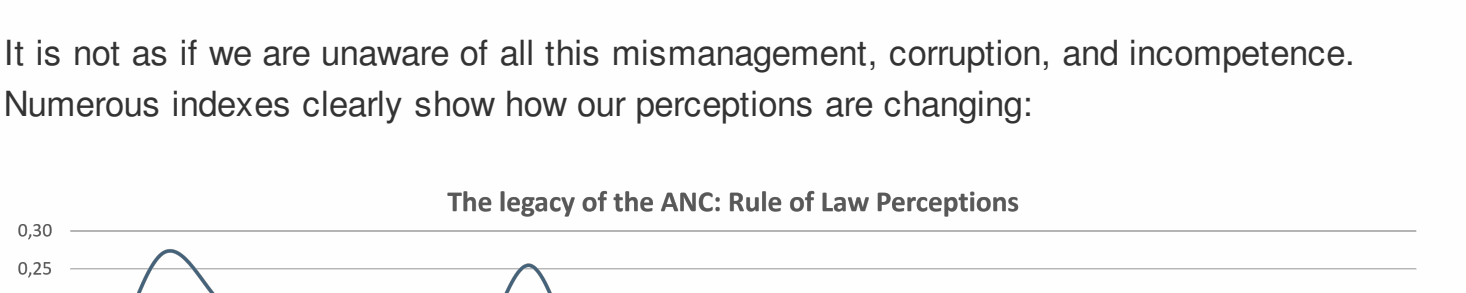 It is not as if we are unaware of all this mismanagement, corruption, and incompetence.
Numerous indexes clearly show how our perceptions are changing:
The legacy of the ANC: Rule of Law Perceptions
0,30
0,25